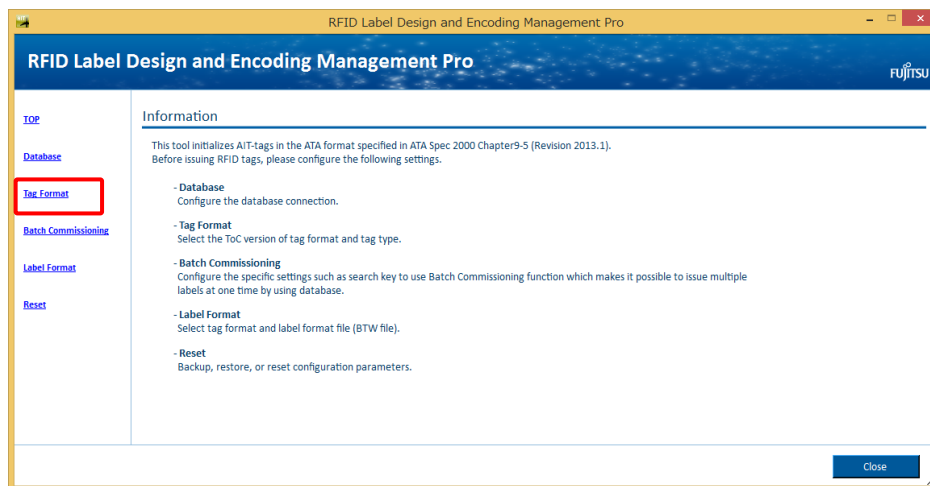 RFID Label Design and Encoding Management Pro
RFID Label Design and Encoding Management Pro
FUJITSU
TOP
Database
Tag Format
Batch Commissioning
Label Format
Reset
Information
This tool initializes AIT-tags in the ATA format specified in ATA Spec 2000 Chapter9-5 (Revision 2013.1).
Before issuing RFID tags, please configure the following settings.
- Database
Configure the database connection.
- Tag Format
Select the ToC version of tag format and tag type.
- Batch Commissioning
Configure the specific settings such as search key to use Batch Commissioning function which makes it possible to issue multiple
labels at one time by using database.
- Label Format
Select tag format and label format file (BTW file).
- Reset
Backup, restore, or reset configuration parameters.
Close